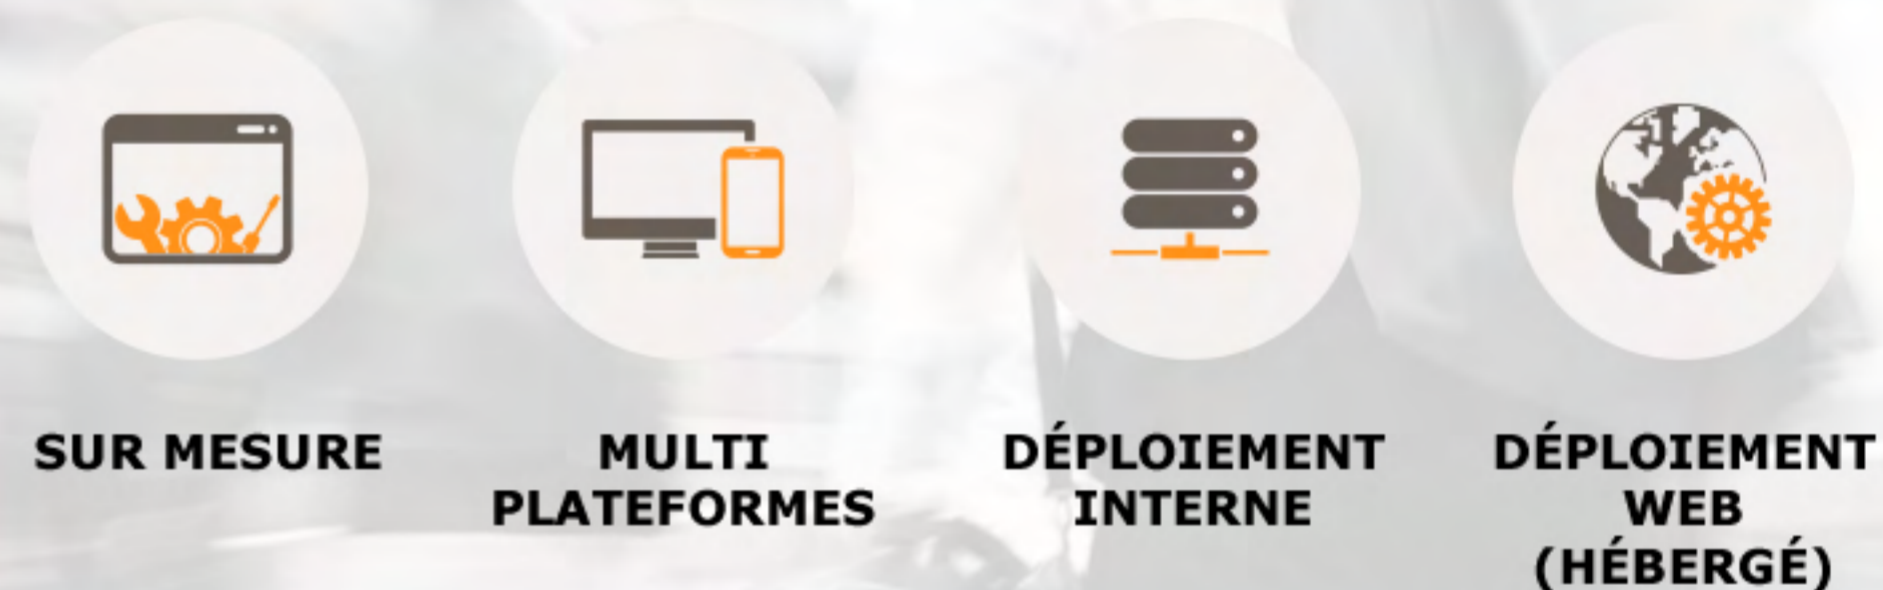 SUR MESURE
MULTI
PLATEFORMES
DÉPLOIEMENT
INTERNE
DÉPLOIEMENT
WEB
(HÉBERGÉ)